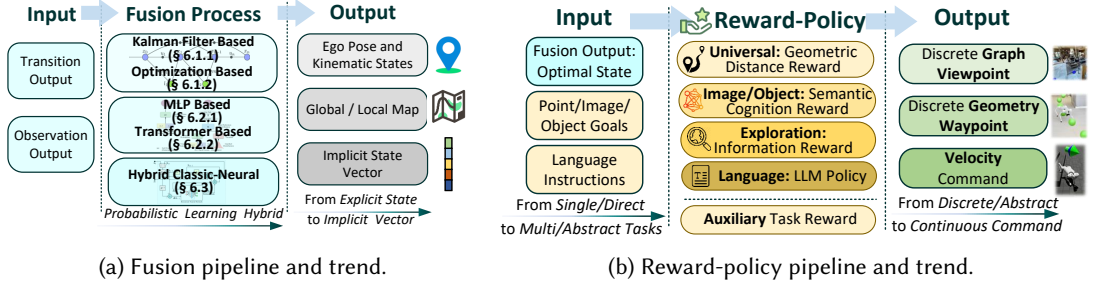 Input
Fusion Process
Output
Transition
Output
Observation
Output
Kalman-Filter-Based
(§ 6.1.1)
Optimization Based
(§ 6.1.2)
MLP Based
(§ 6.2.1)
Transformer Based
(§ 6.2.2)
Hybrid Classic-Neural
(§ 6.3)
Probabilistic Learning Hybrid
Ego Pose and
Kinematic States
Global / Local Map
Implicit State
Vector
From Explicit State
to Implicit Vector
(a) Fusion pipeline and trend.
Input
Reward-Policy
Output
Fusion Output:
Optimal State
Point/Image/
Object Goals
Language
Instructions
From Single/Direct
to Multi/Abstract Tasks
Universal: Geometric
Distance Reward
Image/Object: Semantic
Cognition Reward
Exploration:
Information Reward
Language: LLM Policy
Auxiliary Task Reward
Discrete Graph
Viewpoint
Discrete Geometry
Waypoint
Velocity
Command
From Discrete/Abstract
to Continuous Command
(b) Reward-policy pipeline and trend.